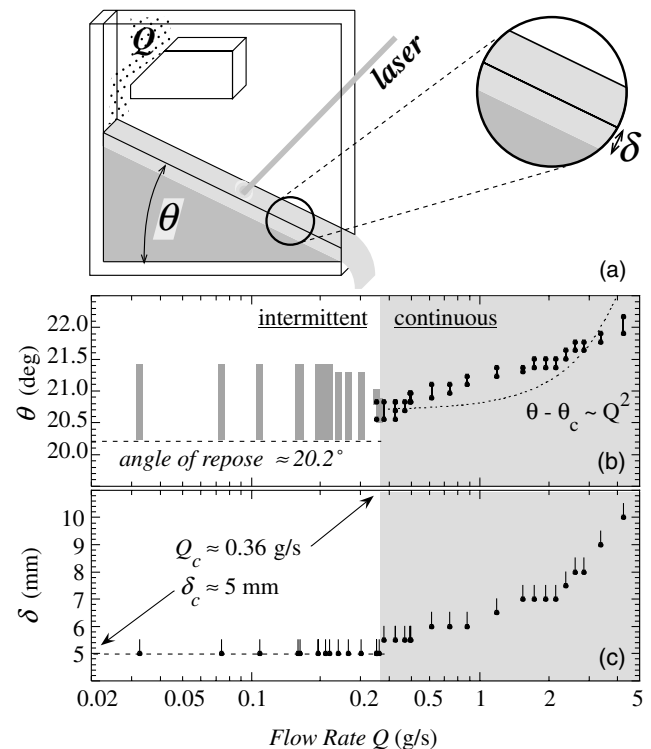 Q
laser
δ
θ
(a)
intermittent continuous
22.0
21.5
21.0
20.5
20.0
θ (deg)
θ - θc ~ Q²
angle of repose ≈20.2°
(b)
10
9
8
7
6
5
δ (mm)
Qc ≈ 0.36 g/s
δc ≈ 5 mm
(c)
0.02 0.1 0.2 0.5 1 2 5
Flow Rate Q (g/s)